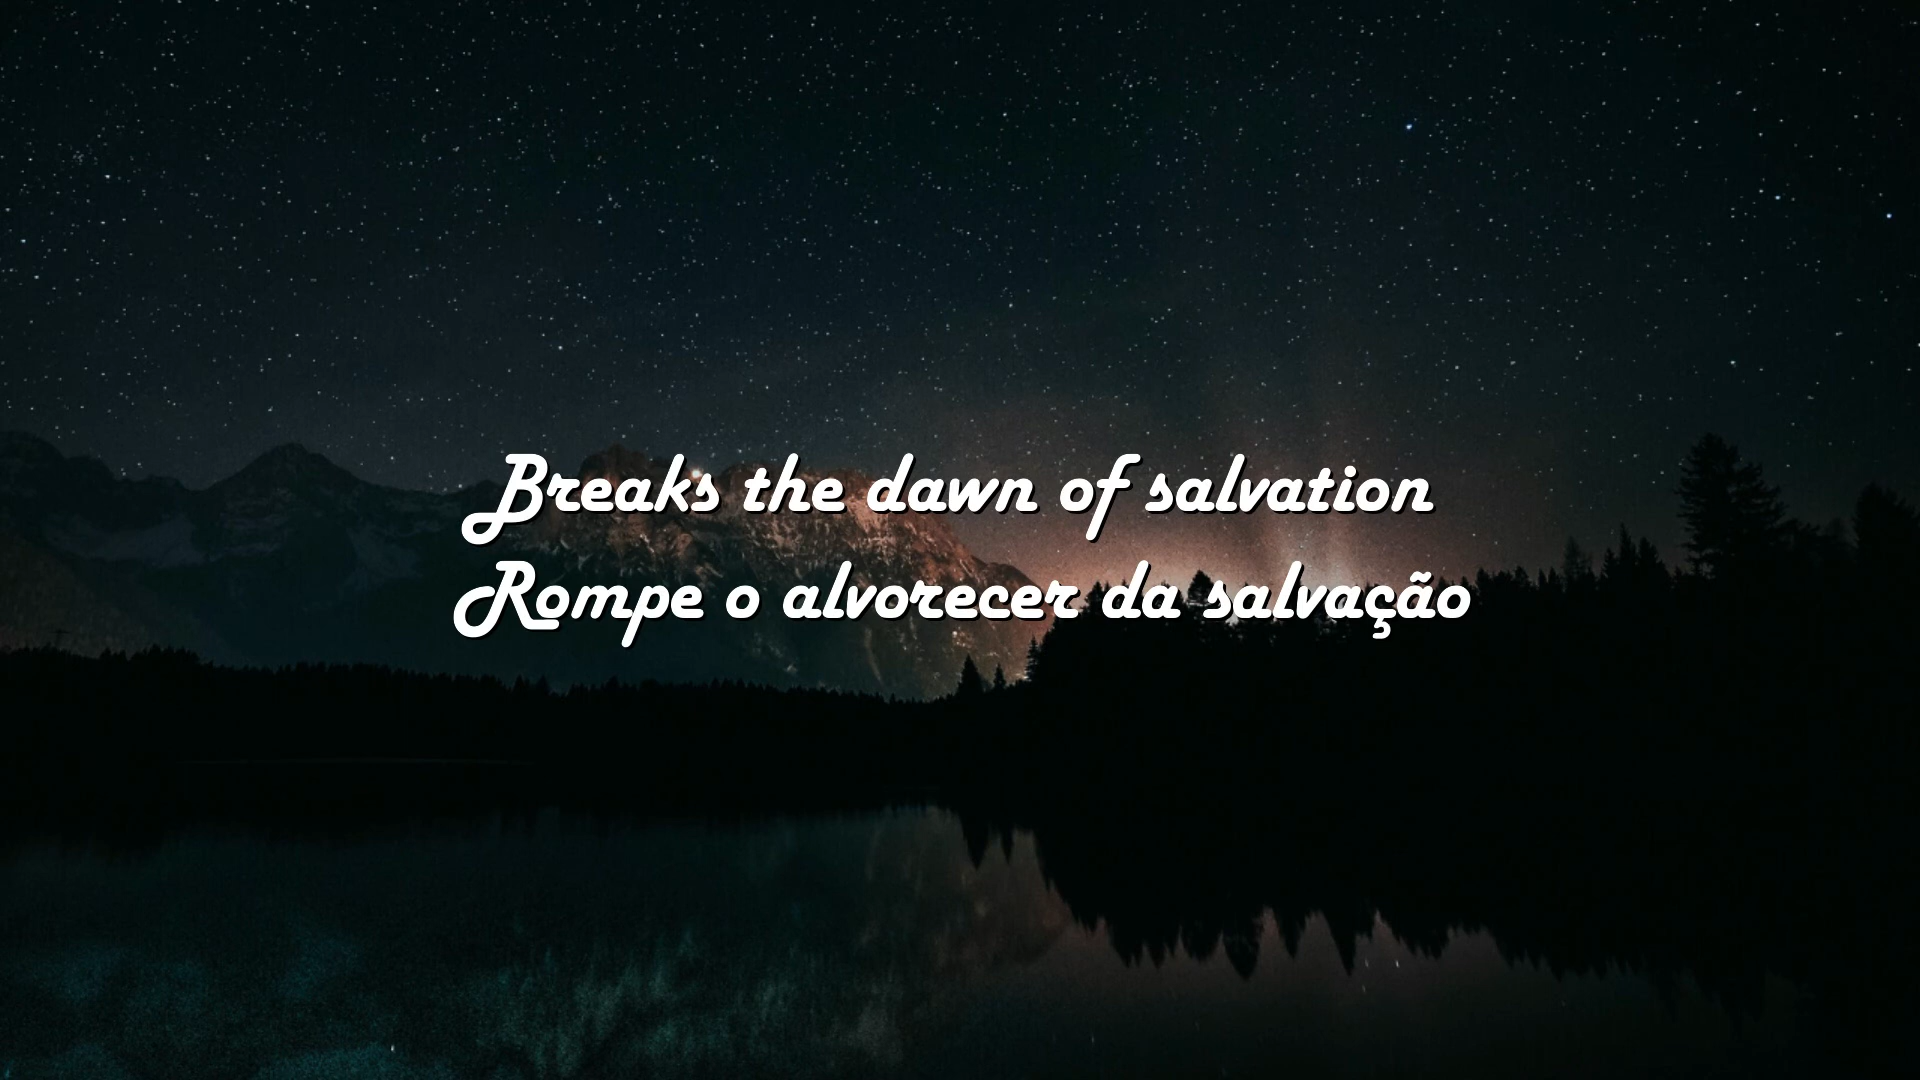 Breaks the dawn of salvation
Rompe o alvorecer da salvação